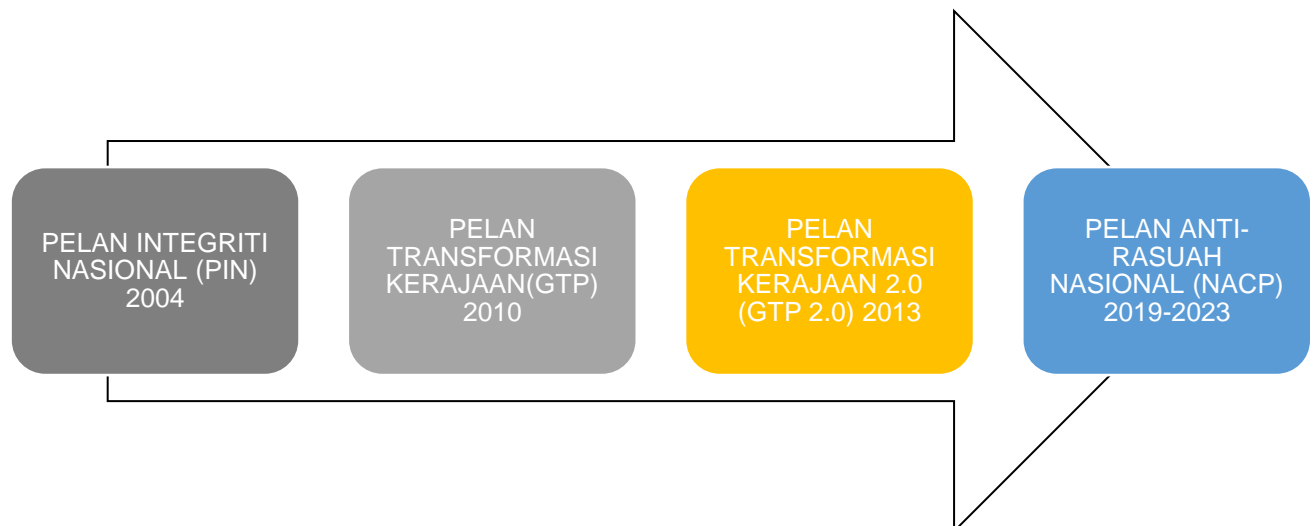 PELAN INTEGRITI
NASIONAL (PIN)
2004
PELAN
TRANSFORMASI
KERAJAAN(GTP)
2010
PELAN
TRANSFORMASI
KERAJAAN 2.0
(GTP 2.0) 2013
PELAN ANTI-
RASUAH
NASIONAL (NACP)
2019-2023